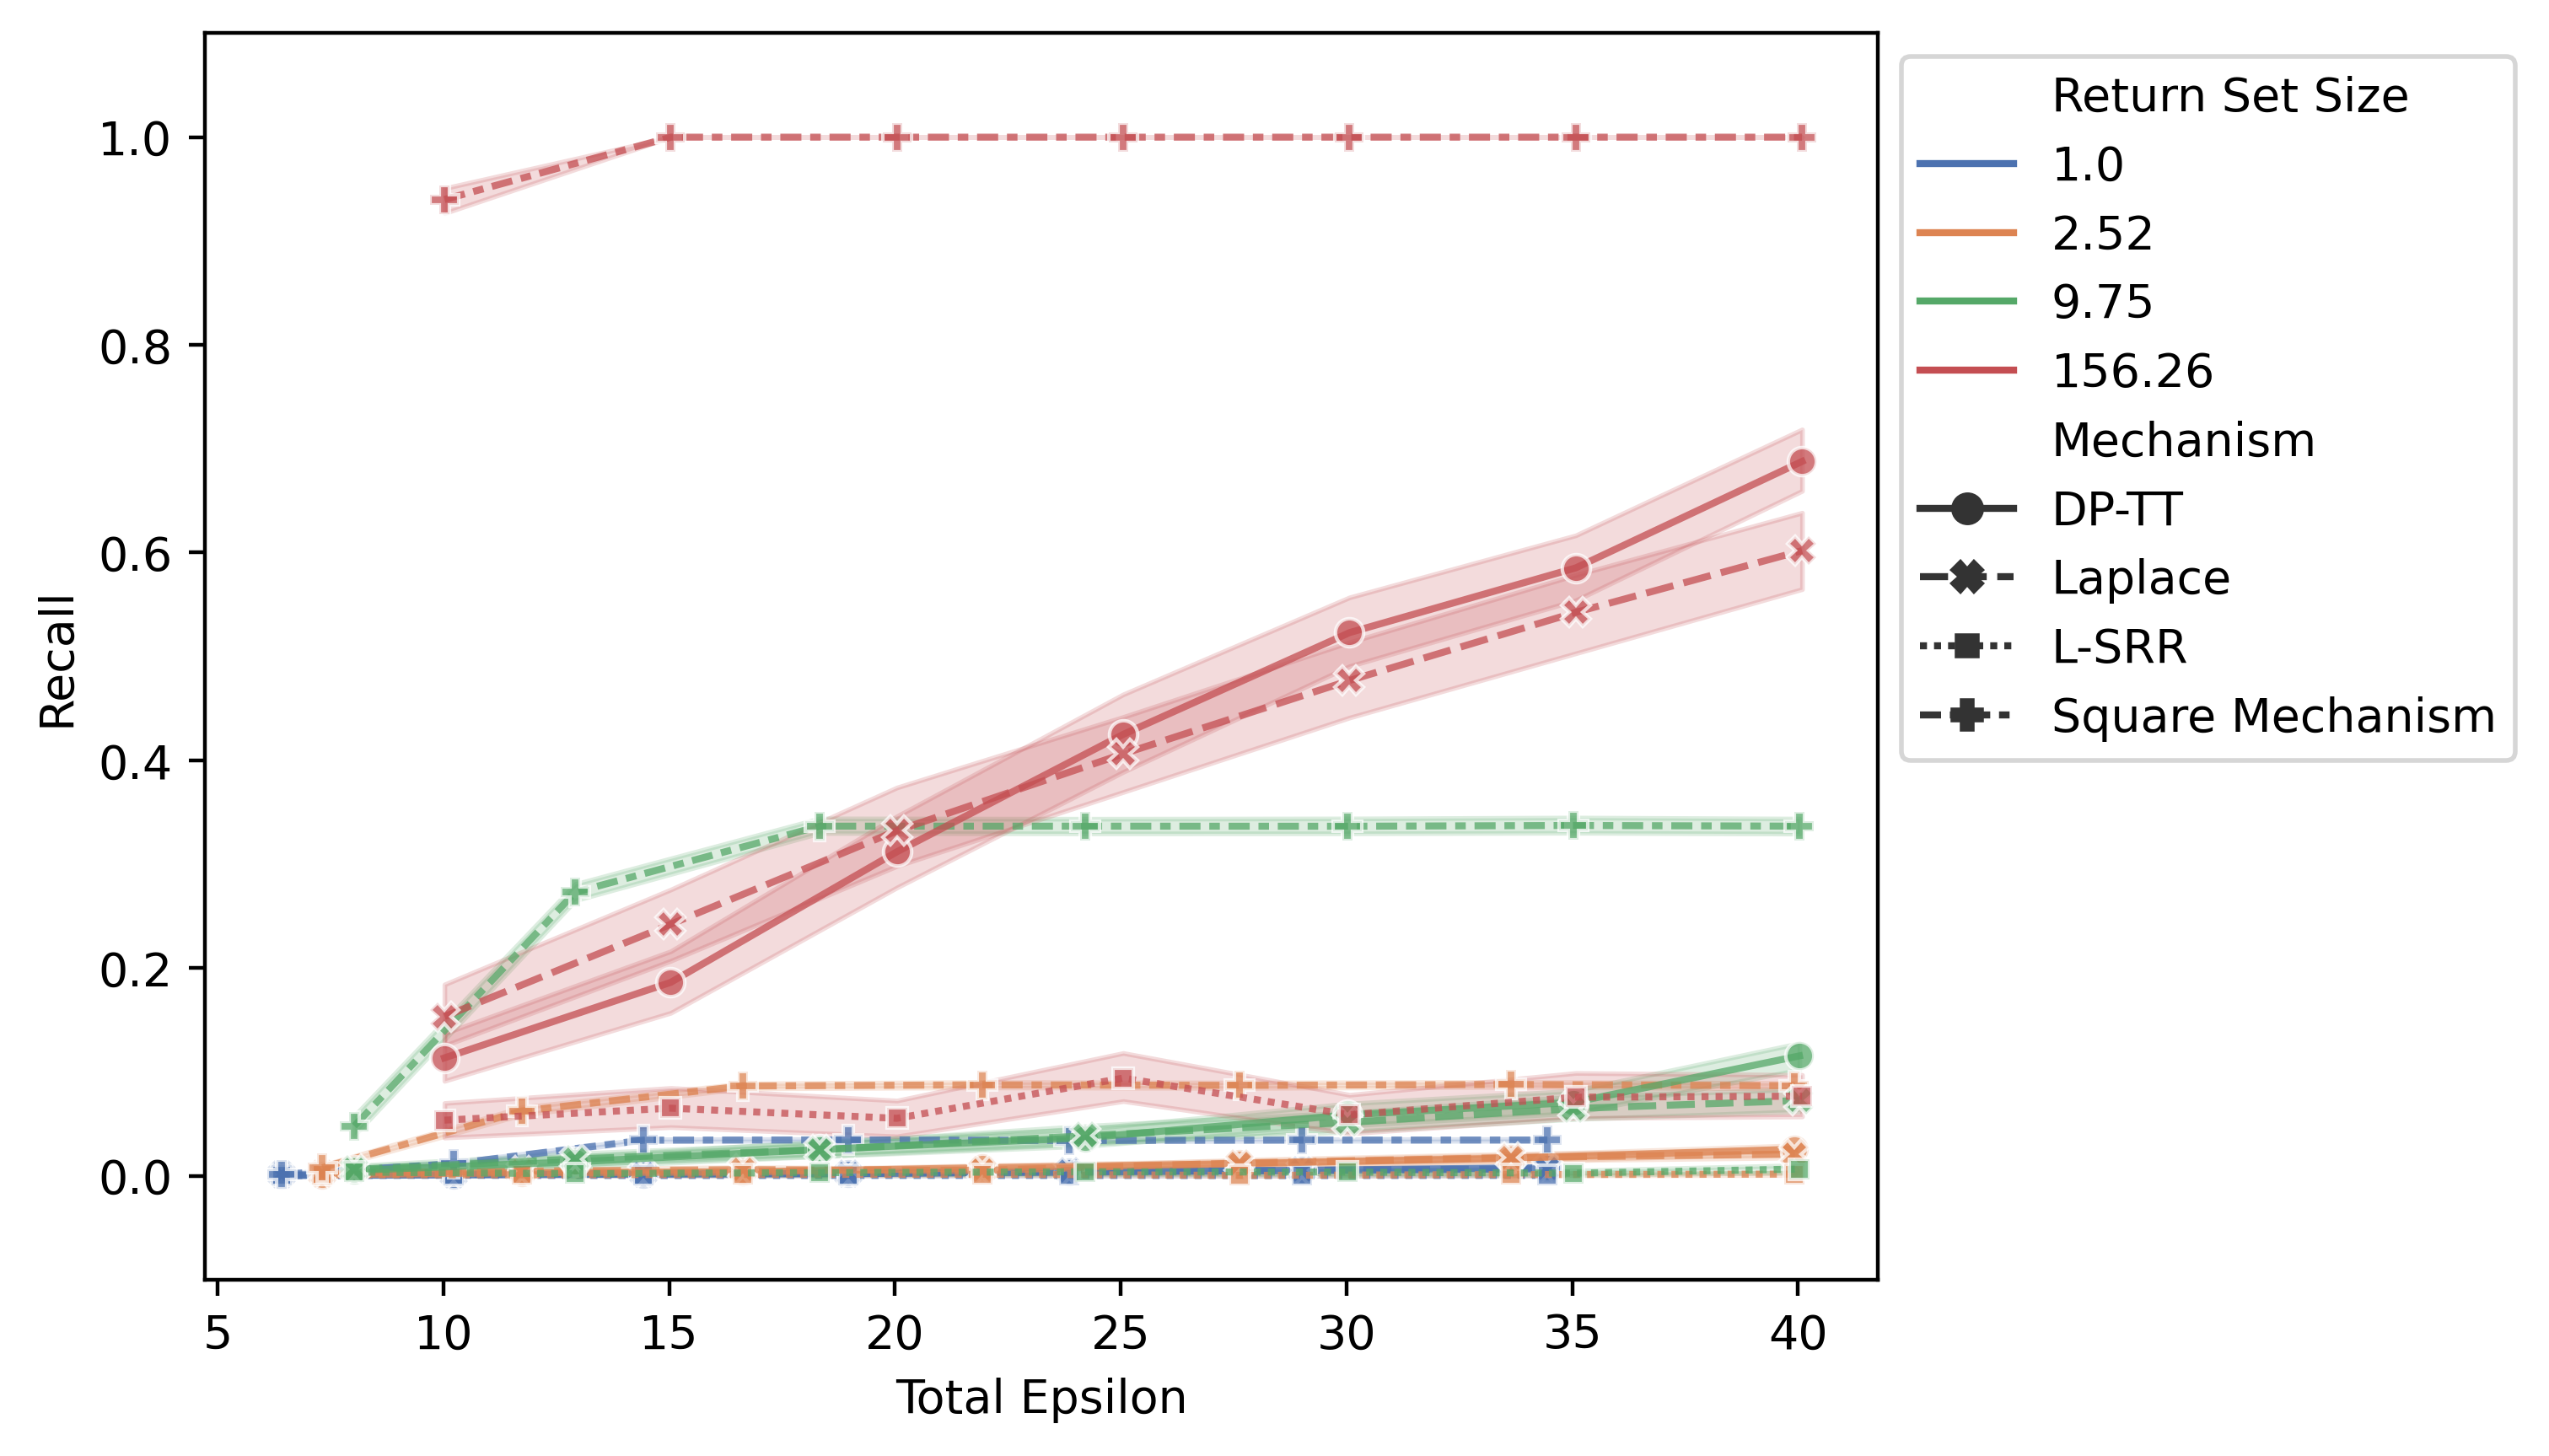 Recall
1.0
0.8
0.6
0.4
0.2
0.0
5 10 15 20 25 30 35 40
Total Epsilon
Return Set Size
1.0
2.52
9.75
156.26
Mechanism
DP-TT
Laplace
L-SRR
Square Mechanism